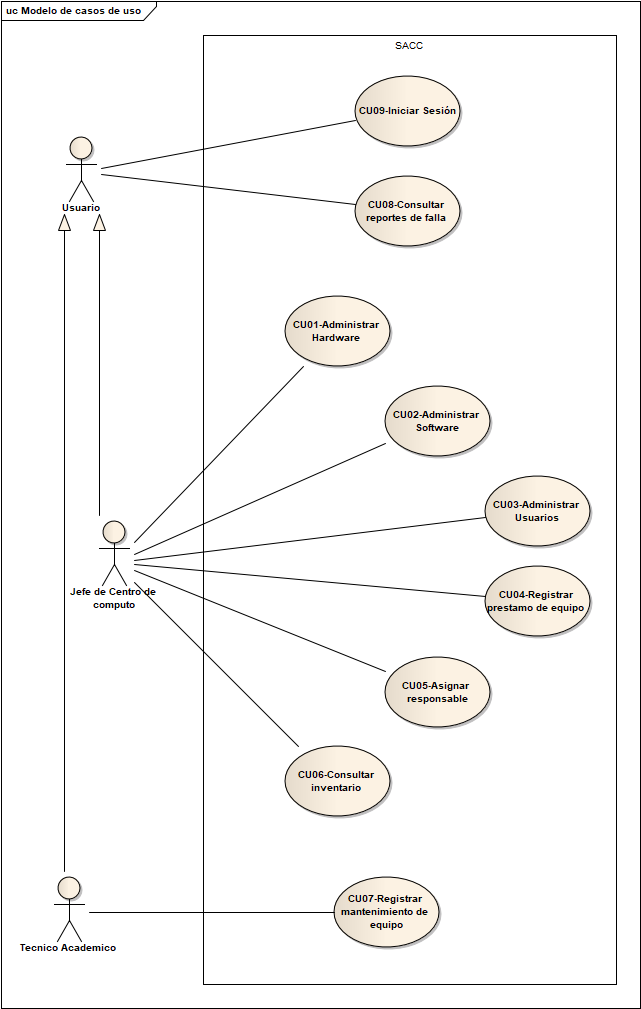 uc Modelo de casos de uso
SACC
CU09-Iniciar Sesión
Usuario
CU08-Consultar
reportes de falla
CU01-Administrar
Hardware
CU02-Administrar
Software
CU03-Administrar
Usuarios
Jefe de Centro de
computo
CU04-Registrar
prestamo de equipo
CU05-Asignar
responsable
CU06-Consultar
inventario
CU07-Registrar
mantenimiento de
equipo
Tecnico Academico